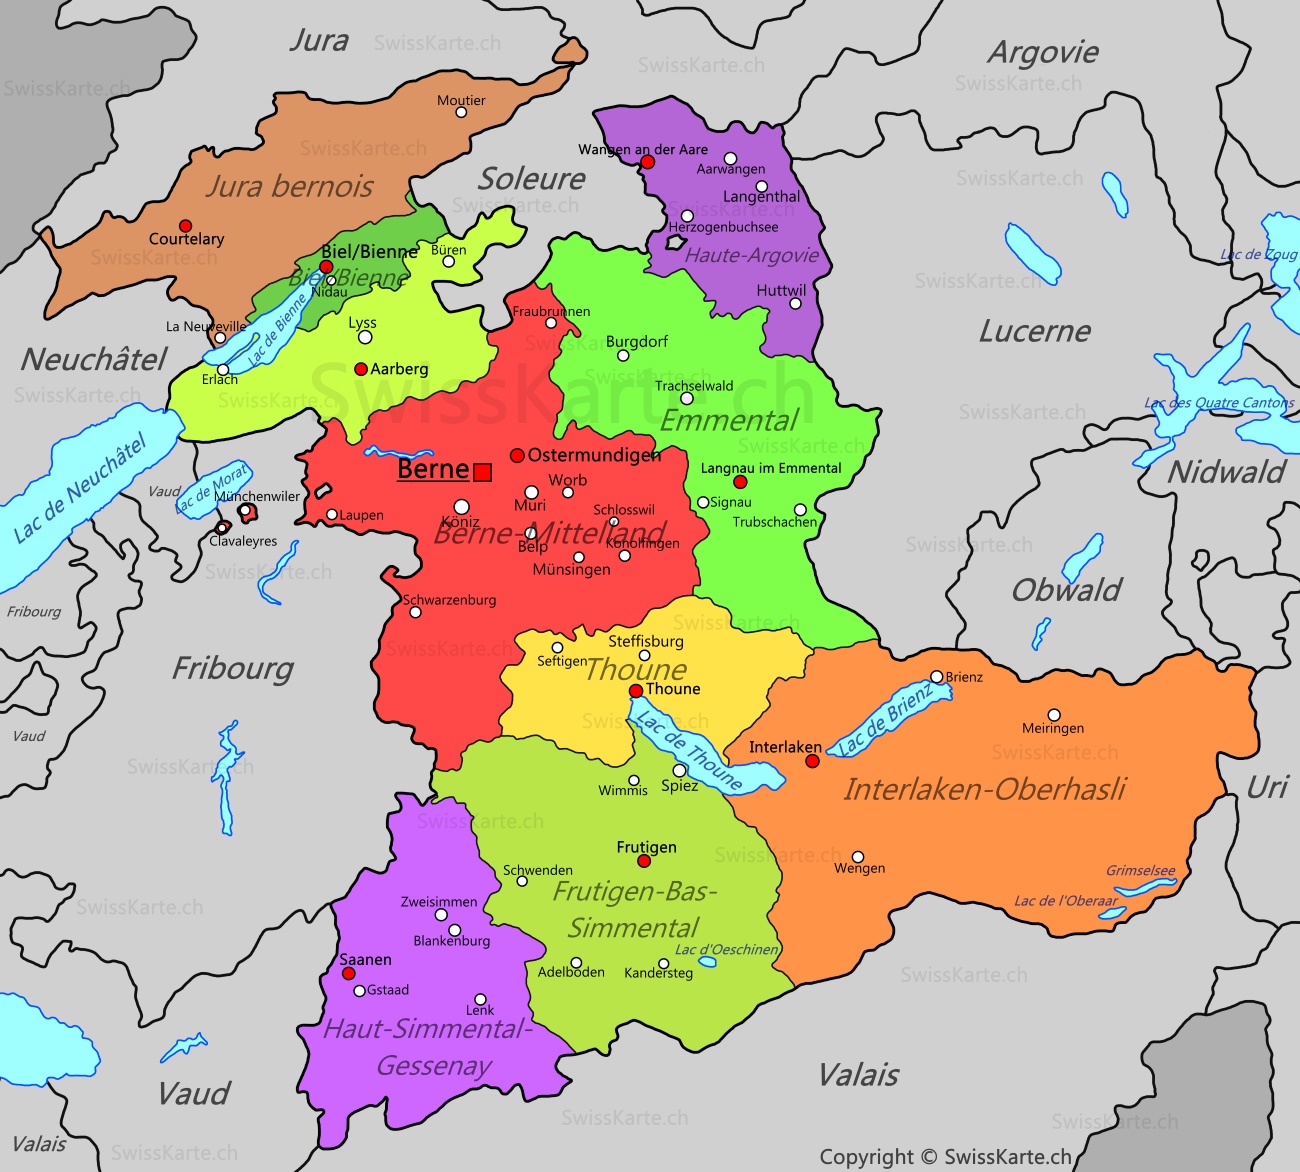 Jura
SwissKarte.ch
Argovie
SwissKarte.ch
SwissKarte.ch
SwissKarte.ch
Moutier
SwissKarte.ch
Wangen an der Aare
Aarwangen
Soleure
SwissKarte.ch
Jura bernois
Langenthal
SwissKarte.ch
SwissKarte.ch
Herzogenbuchsee
Courtelary
Biel/Bienne
Büren
Haute-Argovie
Lac de Zoug
SwissKarte.ch
Biel/Bienne
Nidau
SwissKarte.ch
Huttwil
Fraubrunnen
La Neuveville
Lac de Bienne
Lyss
Lucerne
SwissKarte.ch
Burgdorf
Neuchâtel
Erlach
Aarberg
SwissKarte.ch
Trachselwald
SwissKarte.ch
SwissKarte.ch
Lac des Quatre Cantons
SwissKarte.ch
Emmental
SwissKarte.ch
Lac de Neuchâtel
Berne
Ostermundigen
Langnau im Emmental
Nidwald
Lac de Morat
Vaud
Münchenwiler
Worb
Muri
Signau
Laupen
Köniz
Schlosswil
Trubschachen
Clavaleyres
Berne-Mittelland
Belp
Konolfingen
SwissKarte.ch
SwissKarte.ch
Münsingen
Obwald
Fribourg
Schwarzenburg
SwissKarte.ch
SwissKarte.ch
Steffisburg
Seftigen
Thoune
Fribourg
Brienz
Thoune
SwissKarte.ch
Lac de Thoune
Lac de Brienz
Meiringen
Vaud
Interlaken
SwissKarte.ch
SwissKarte.ch
Wimmis
Spiez
Interlaken-Oberhasli
Uri
SwissKarte.ch
Frutigen
SwissKarte.ch
Schwenden
Wengen
Grimselsee
Frutigen-Bas-
Simmental
Zweisimmen
Lac de l'Oberaar
SwissKarte.ch
Blankenburg
Lac d'Oeschinen
Saanen
Adelboden
Kandersteg
SwissKarte.ch
Gstaad
Lenk
Haut-Simmental-
Gessenay
Valais
Vaud
SwissKarte.ch
SwissKarte.ch
Valais
SwissKarte.ch
Copyright © SwissKarte.ch